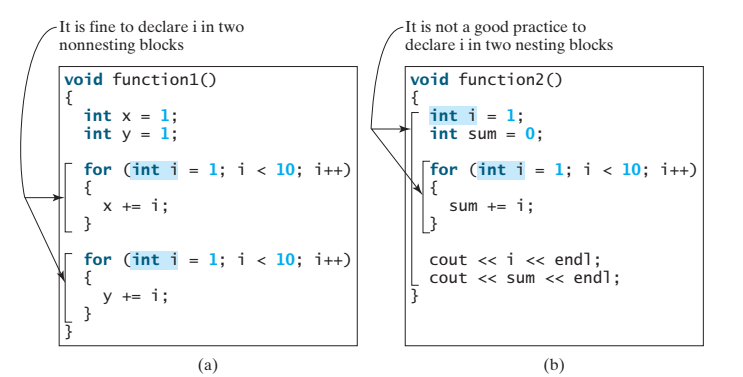 It is fine to declare i in two
nonnesting blocks
void function1()
{
int x = 1;
int y = 1;
for (int i = 1; i < 10; i++)
{
x += i;
}
for (int i = 1; i < 10; i++)
{
y += i;
}
}
(a)
It is not a good practice to
declare i in two nesting blocks
void function2()
{
int i = 1;
int sum = 0;
for (int i = 1; i < 10; i++)
{
sum += i;
}
cout << i << endl;
cout << sum << endl;
}
(b)